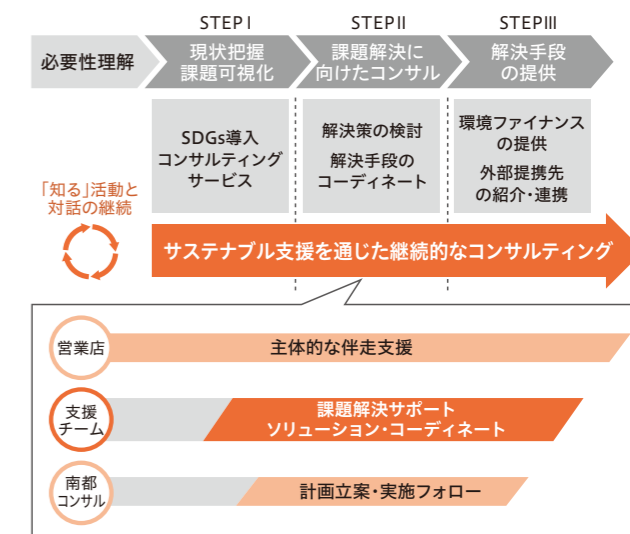 STEPⅠ
STEPⅡ
STEPⅢ
必要性理解
現状把握
課題可視化
課題解決に
向けたコンサル
解決手段
の提供
SDGs導入
コンサルティング
サービス
解決策の検討
解決手段の
コーディネート
環境ファイナンス
の提供
外部提携先
の紹介・連携
「知る」活動と
対話の継続
サステナブル支援を通じた継続的なコンサルティング
営業店
主体的な伴走支援
支援
チーム
課題解決サポート
ソリューション・コーディネート
南都
コンサル
計画立案・実施フォロー